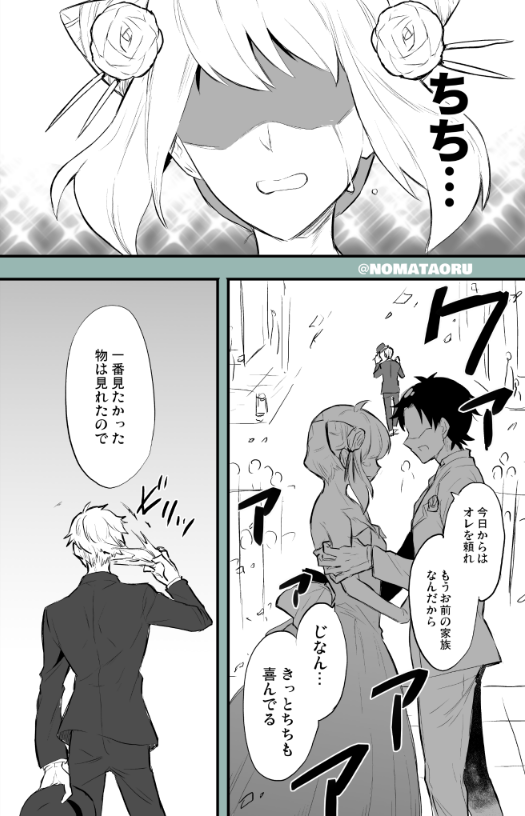 ちち…
@NOMATAORU
ワアアアア
今日からは
オレを頼れ
もうお前の家族
なんだから
じなん…
きっとちちも
喜んでる
一番見たかった
物は見れたので
ビリッ